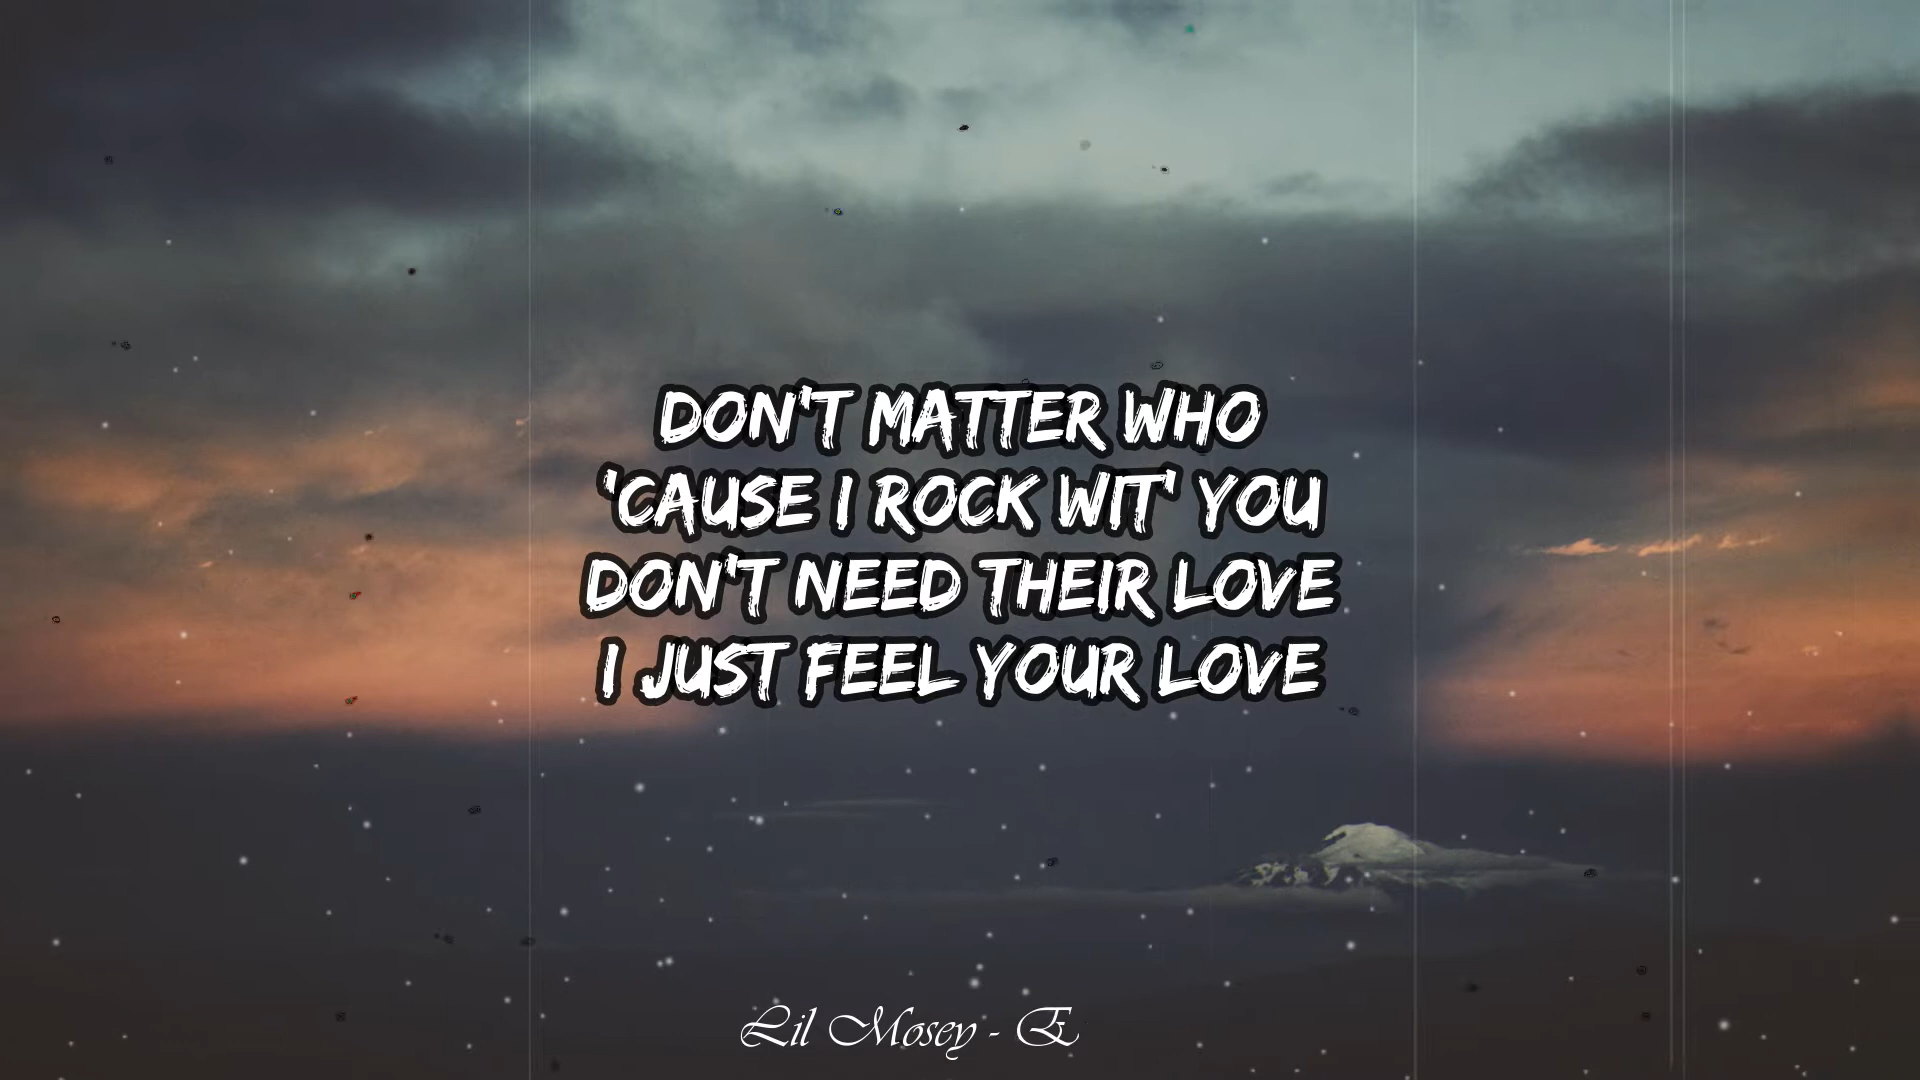 DON'T MATTER WHO
'CAUSE I ROCK WIT' YOU
DON'T NEED THEIR LOVE
I JUST FEEL YOUR LOVE
Lil Mosey - E